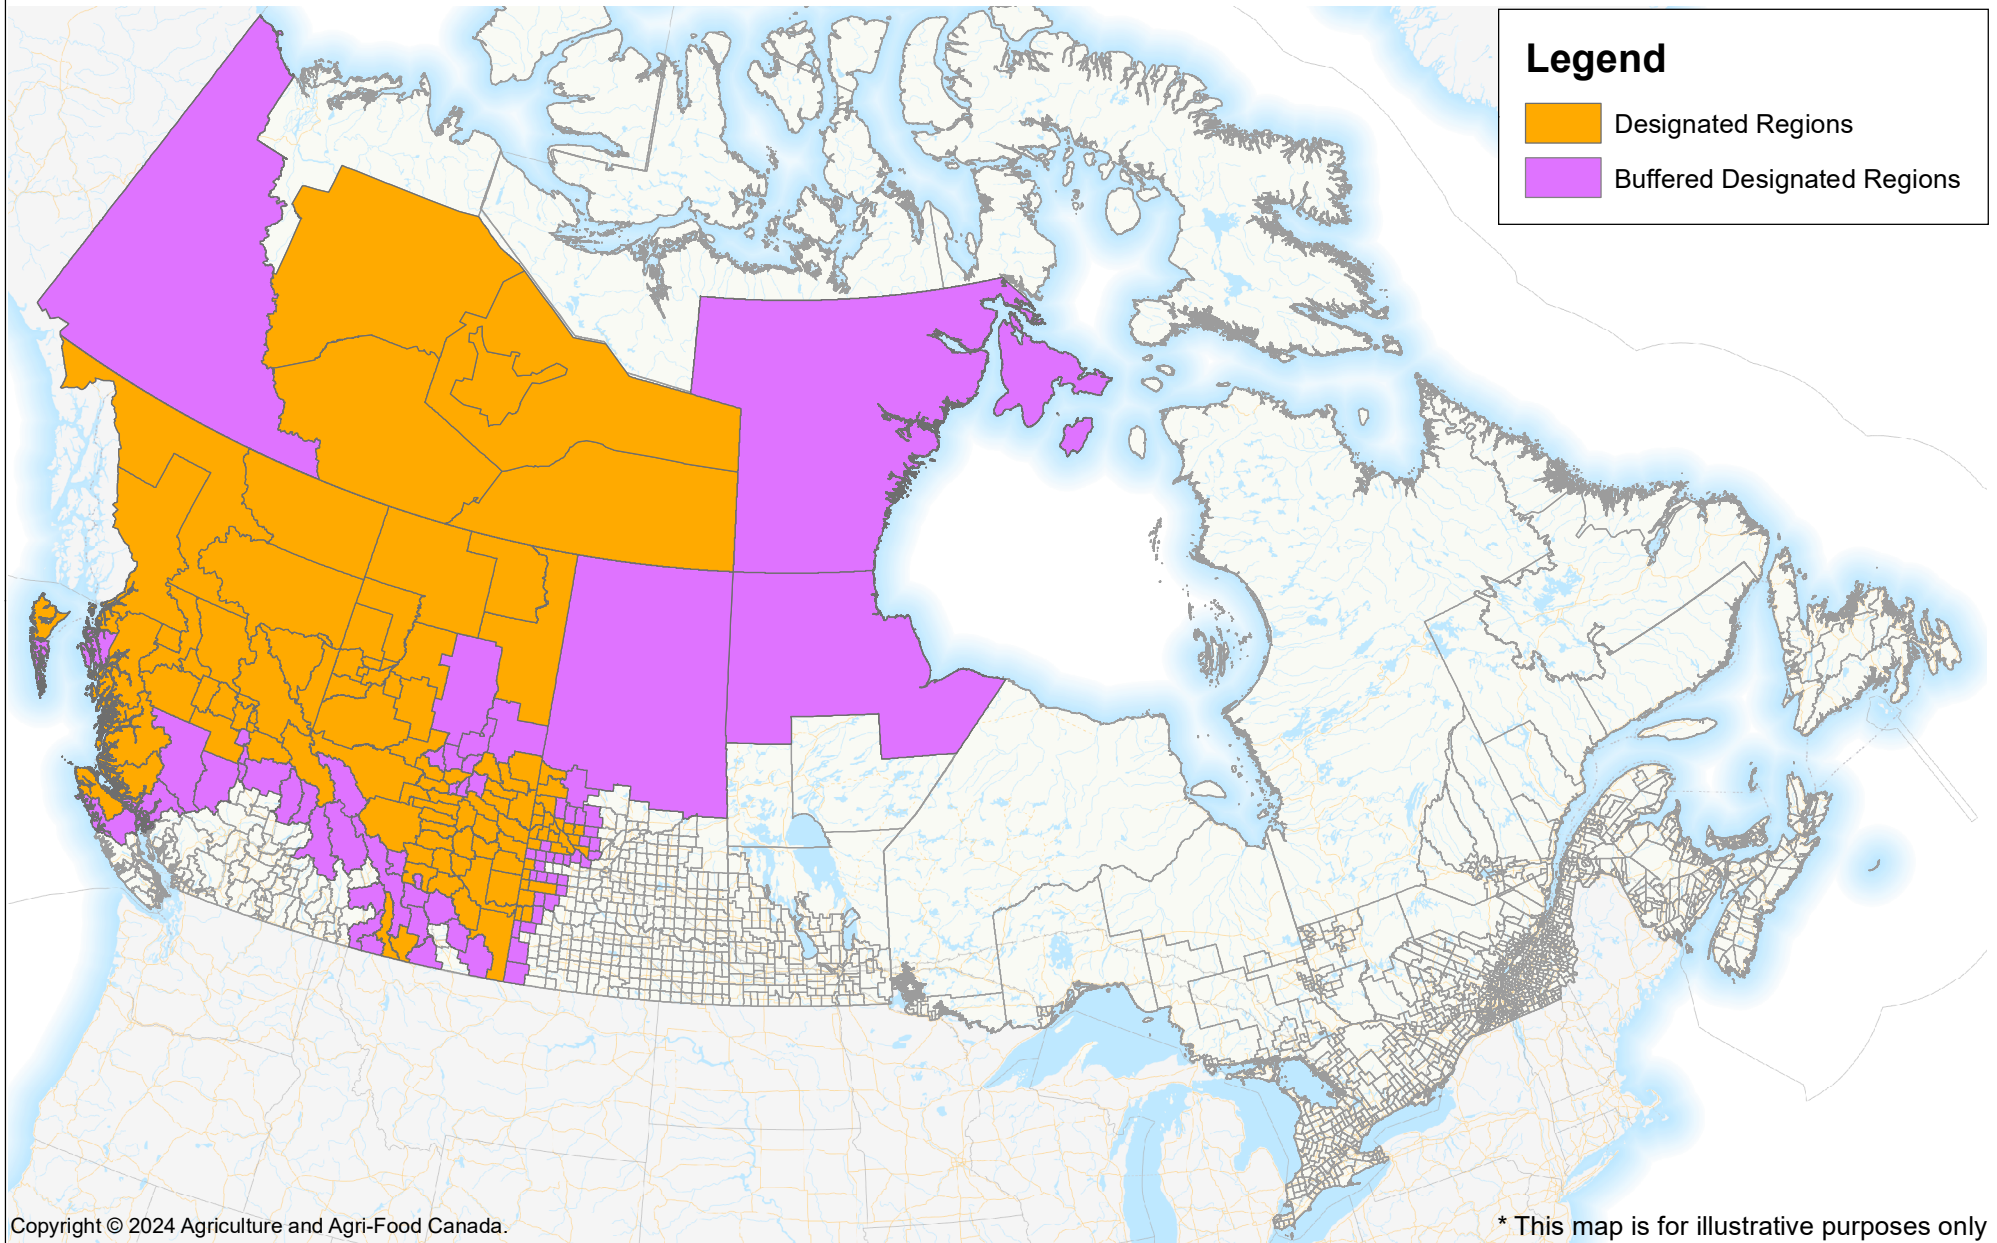 Legend
Designated Regions
Buffered Designated Regions
Copyright © 2024 Agriculture and Agri-Food Canada.
* This map is for illustrative purposes only